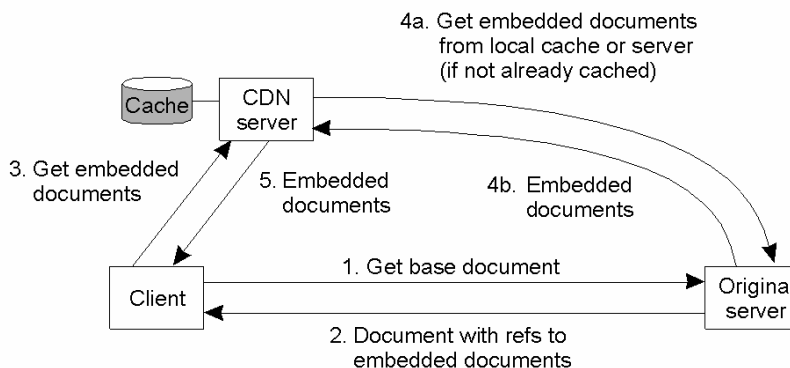 4a. Get embedded documents
from local cache or server
(if not already cached)
CDN
server
Cache
3. Get embedded
documents
5. Embedded
documents
4b. Embedded
documents
1. Get base document
Client
Origina
server
2. Document with refs to
embedded documents